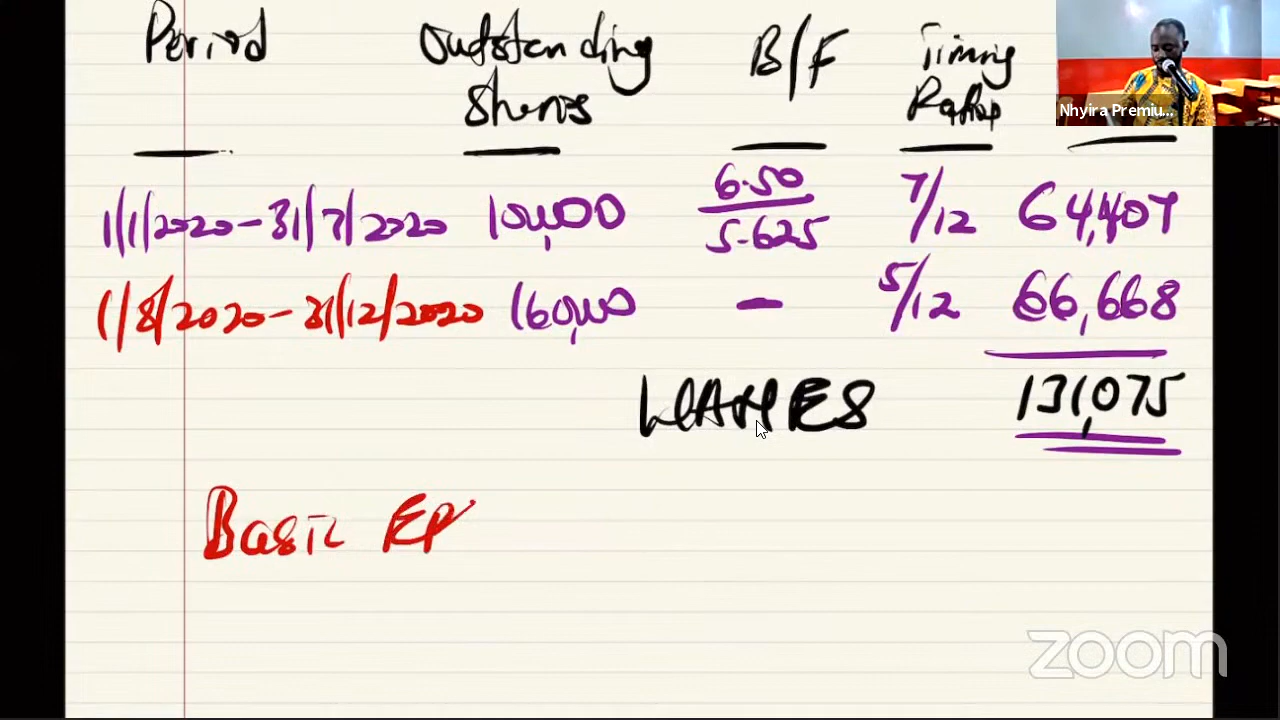 Period Outstanding Shares B/F Timing Ratio
1/1/2020 - 31/7/2020 100,000 6.50/5.625 7/12 64,407
1/8/2020 - 31/12/2020 160,000 - 5/12 66,668
131,075
Basic EP
Nhyira Premiu...
zoom